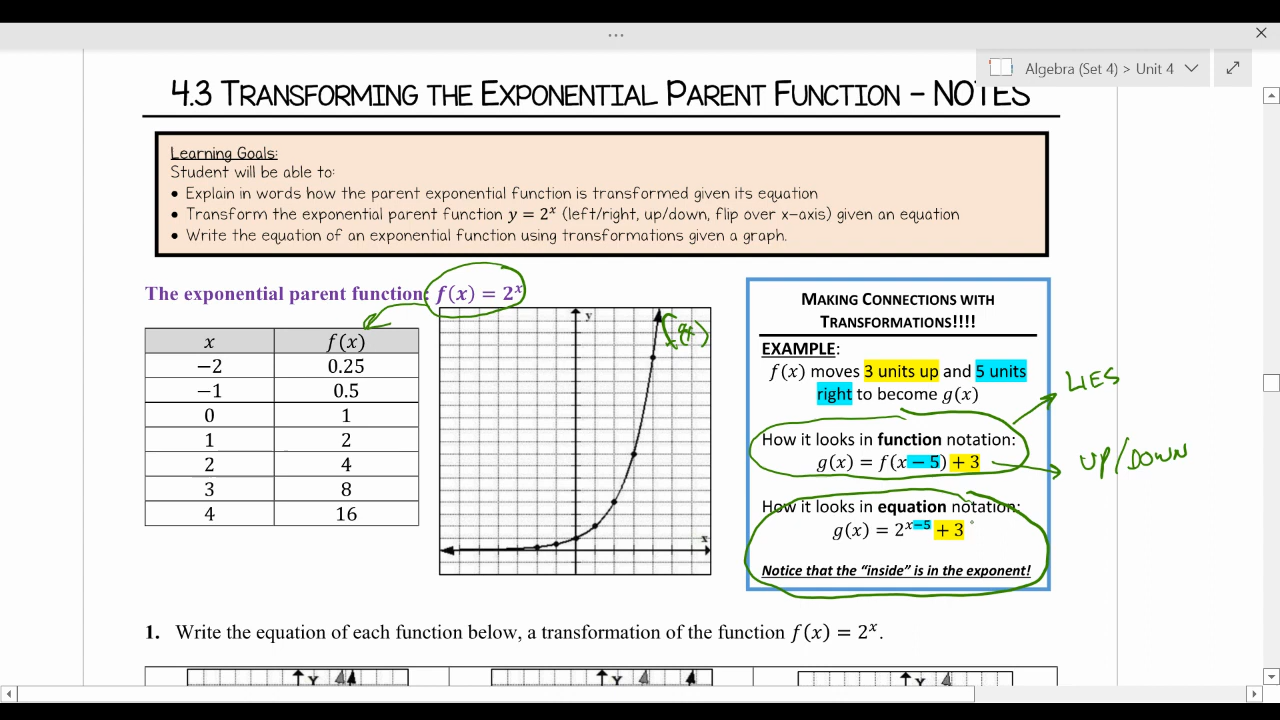 Algebra (Set 4) > Unit 4
4.3 TRANSFORMING THE EXPONENTIAL PARENT FUNCTION – NOTES
Learning Goals:
Student will be able to:
• Explain in words how the parent exponential function is transformed given its equation
• Transform the exponential parent function y = 2ˣ (left/right, up/down, flip over x-axis) given an equation
• Write the equation of an exponential function using transformations given a graph.
The exponential parent function: f(x) = 2ˣ
x f(x)
−2 0.25
−1 0.5
0 1
1 2
2 4
3 8
4 16
y
f(x)
x
MAKING CONNECTIONS WITH
TRANSFORMATIONS!!!!
EXAMPLE:
f(x) moves 3 units up and 5 units
right to become g(x)
How it looks in function notation:
g(x) = f(x − 5) + 3
How it looks in equation notation:
g(x) = 2ˣ⁻⁵ + 3
Notice that the “inside” is in the exponent!
LIES
UP/DOWN
1. Write the equation of each function below, a transformation of the function f(x) = 2ˣ.
Y Y Y